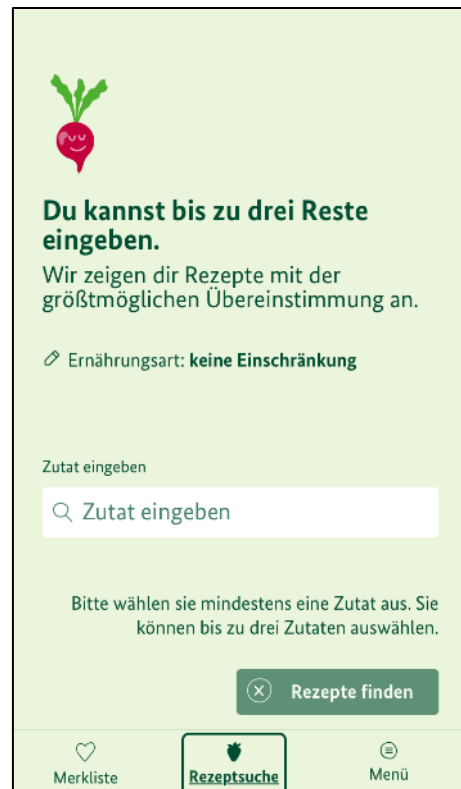 Du kannst bis zu drei Reste
eingeben.
Wir zeigen dir Rezepte mit der
größtmöglichen Übereinstimmung an.
Ernährungsart: keine Einschränkung
Zutat eingeben
Zutat eingeben
Bitte wählen sie mindestens eine Zutat aus. Sie
können bis zu drei Zutaten auswählen.
Rezepte finden
Merkliste
Rezeptsuche
Menü